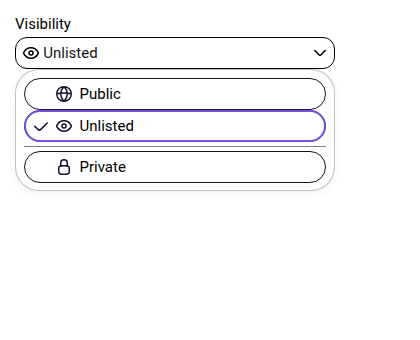 Visibility
Unlisted
Public
Unlisted
Private